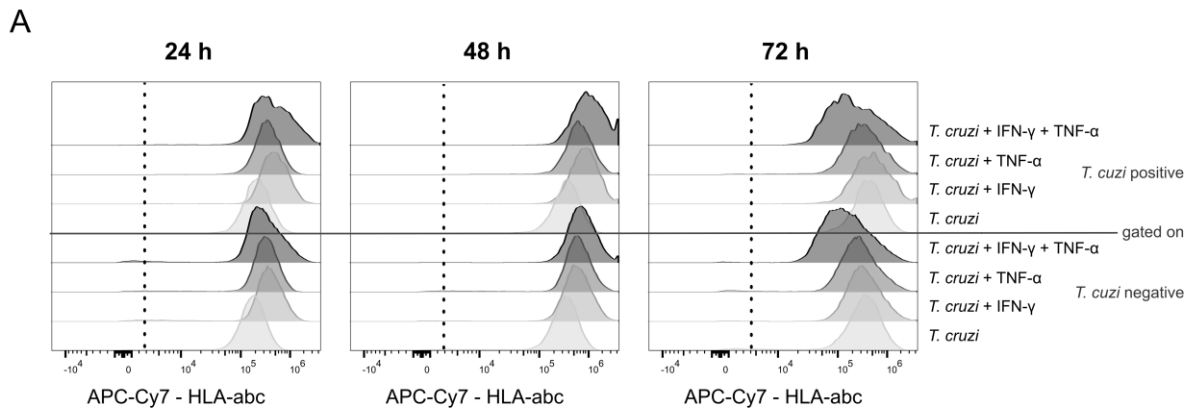 A
24 h 48 h 72 h
T. cruzi + IFN-γ + TNF-α
T. cruzi + TNF-α
T. cuzi positive
T. cruzi + IFN-γ
T. cruzi
gated on
T. cruzi + IFN-γ + TNF-α
T. cruzi + TNF-α
T. cuzi negative
T. cruzi + IFN-γ
T. cruzi
-10⁴ 0 10⁴ 10⁵ 10⁶ -10⁴ 0 10⁴ 10⁵ 10⁶ -10⁴ 0 10⁴ 10⁵ 10⁶
APC-Cy7 - HLA-abc APC-Cy7 - HLA-abc APC-Cy7 - HLA-abc